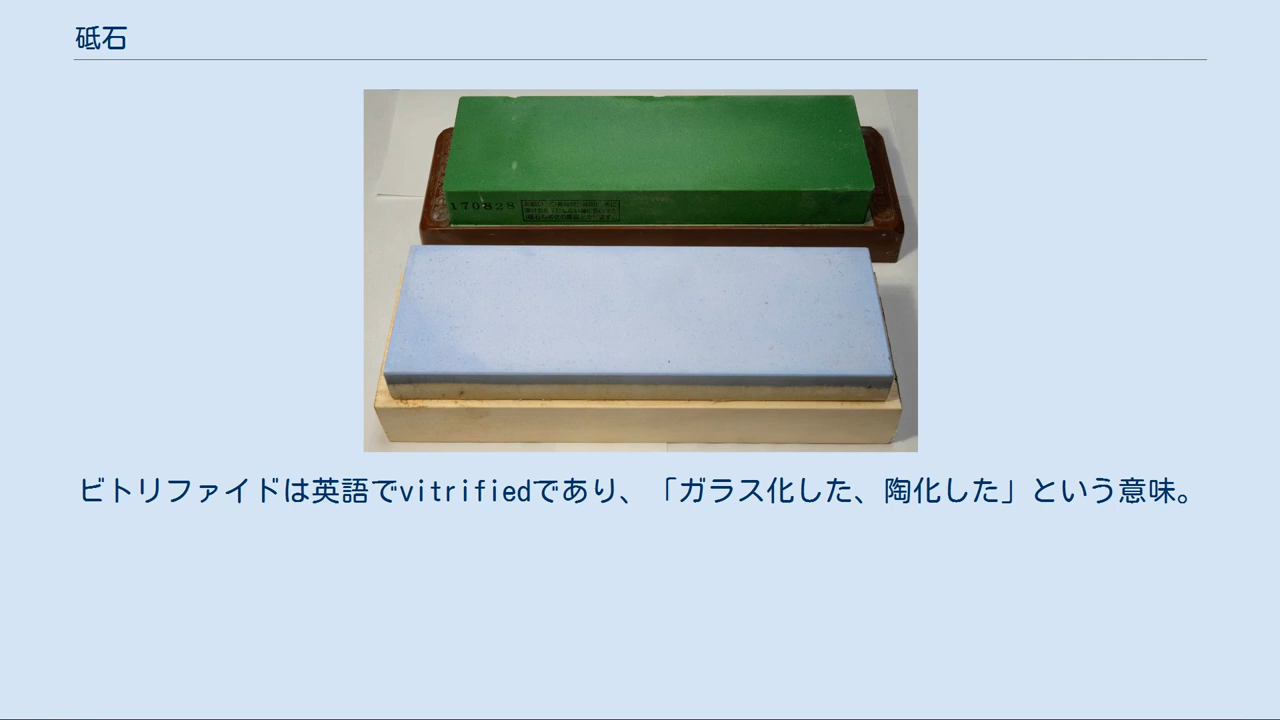 砥石
170828
ビトリファイドは英語でvitrifiedであり、「ガラス化した、陶化した」という意味。